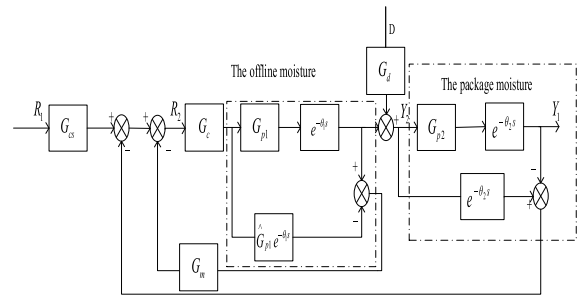 D
The offline moisture
G_d
The package moisture
R_1
G_cs
+
−
+
−
R_2
G_c
G_p1
e^{-θ_1 s}
+
Y_2
G_p2
e^{-θ_2 s}
Y_1
+
−
−
+
Ĝ_p1 e^{-θ_1 s}
e^{-θ_2 s}
G_m